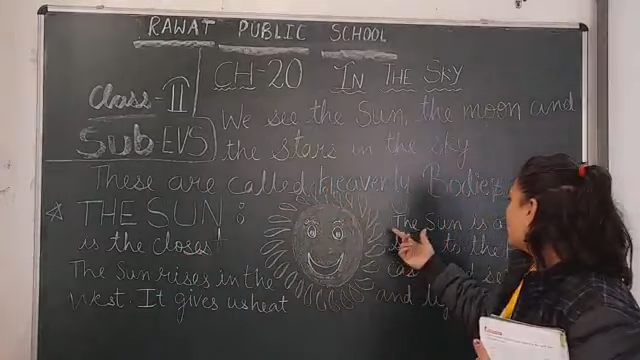 RAWAT PUBLIC SCHOOL
Class-II
Sub EVS
CH-20 IN THE SKY
We see the Sun, the moon and
the stars in the sky
These are called heavenly Bodies
THE SUN : The Sun is a
is the closest to the
The Sun rises in the
West. It gives us heat and